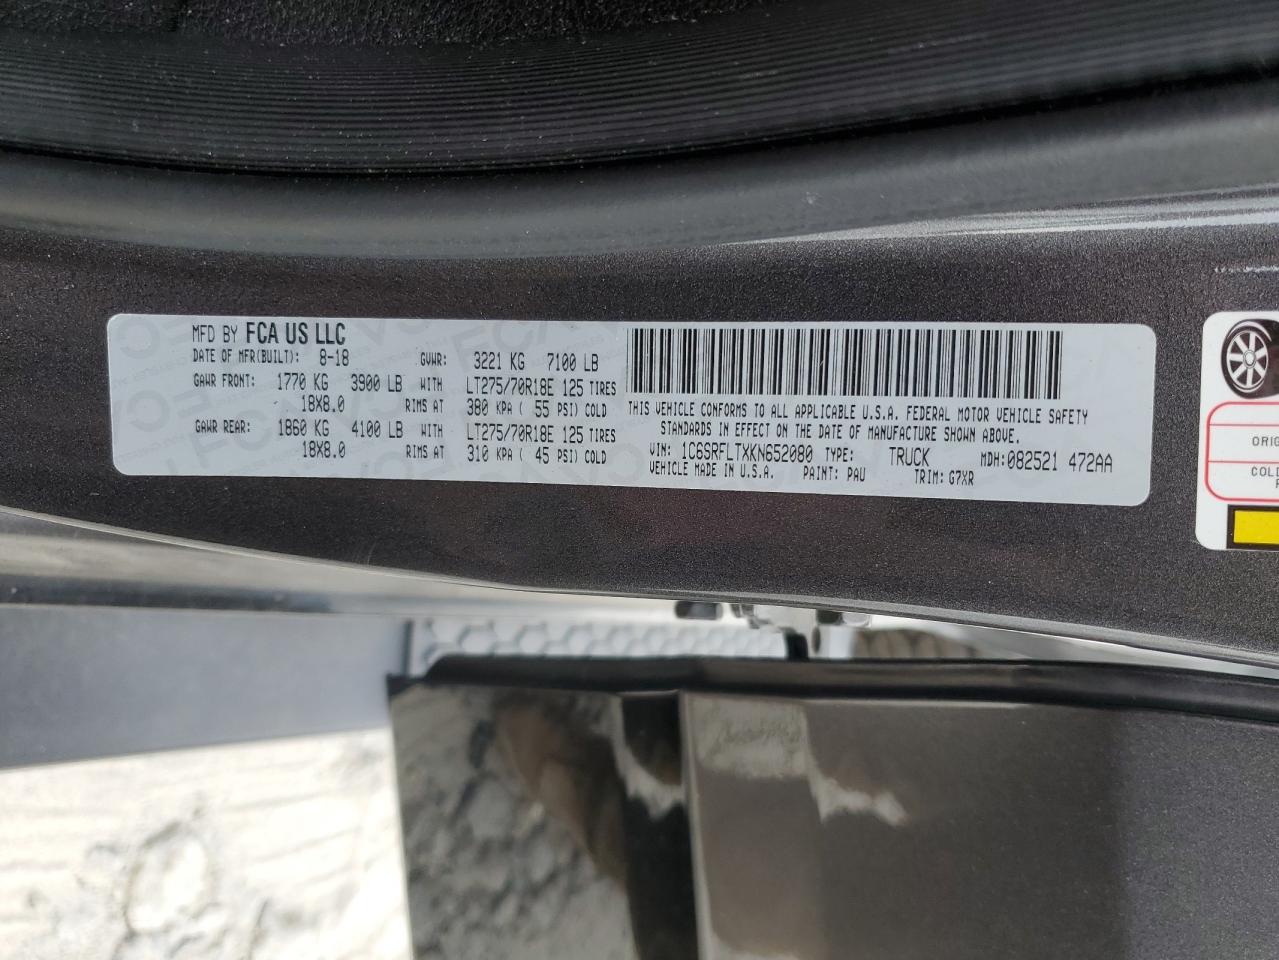 MFD BY FCA US LLC
DATE OF MFR(BUILT): 8-18 GVWR: 3221 KG 7100 LB
GAWR FRONT: 1770 KG 3900 LB WITH LT275/70R18E 125 TIRES
18X8.0 RIMS AT 380 KPA ( 55 PSI) COLD
GAWR REAR: 1860 KG 4100 LB WITH LT275/70R18E 125 TIRES
18X8.0 RIMS AT 310 KPA ( 45 PSI) COLD
THIS VEHICLE CONFORMS TO ALL APPLICABLE U.S.A. FEDERAL MOTOR VEHICLE SAFETY
STANDARDS IN EFFECT ON THE DATE OF MANUFACTURE SHOWN ABOVE.
VIN: 1C6SRFLTXKN652080 TYPE: TRUCK MDH: 082521 472AA
VEHICLE MADE IN U.S.A. PAINT: PAU TRIM: G7XR
ORIG
COLD